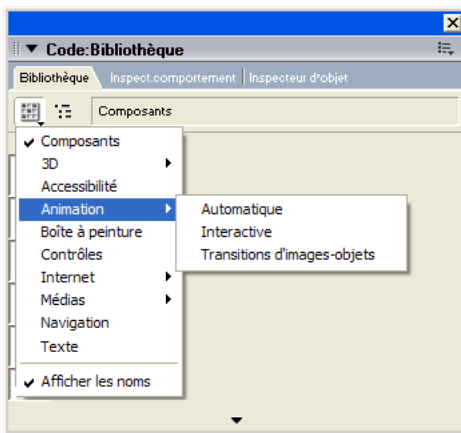 Code:Bibliothèque
Bibliothèque Inspect.comportement Inspecteur d'objet
Composants
Composants
3D
Accessibilité
Animation
Boîte à peinture
Contrôles
Internet
Médias
Navigation
Texte
Afficher les noms
Automatique
Interactive
Transitions d'images-objets